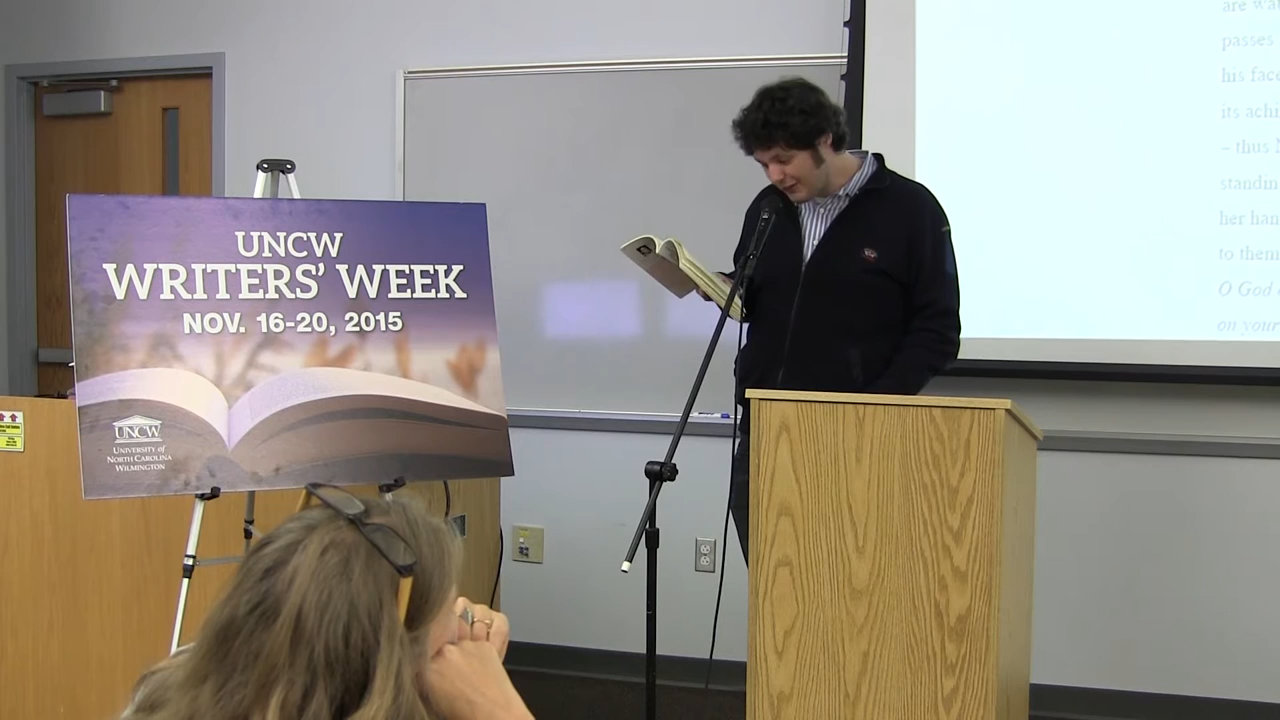 UNCW
WRITERS' WEEK
NOV. 16-20, 2015
UNCW
UNIVERSITY of
NORTH CAROLINA
WILMINGTON
are wat
passes
his face
its achi
– thus
standin
her han
to them
O God
on your